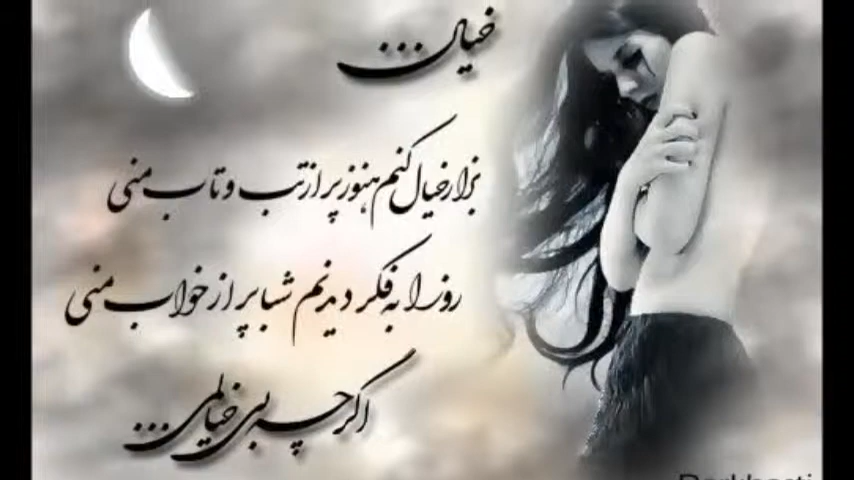 خیال...
بزار خیال کنم هنوز پر از تب و تاب منی
روزا به فکر دیدنم شبا پر از خواب منی
اگر چه بی خیالمی...